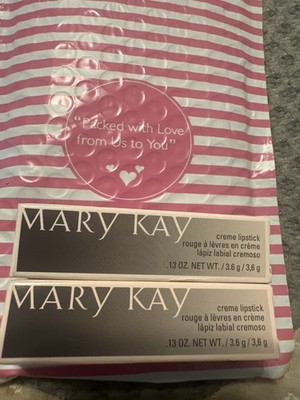 "Packed with Love
from Us to You"
MARY KAY
creme lipstick
rouge à lèvres en crème
lápiz labial cremoso
.13 OZ. NET WT. / 3.6 g / 3,6 g
MARY KAY
creme lipstick
rouge à lèvres en crème
lápiz labial cremoso
.13 OZ. NET WT. / 3.6 g / 3,6 g